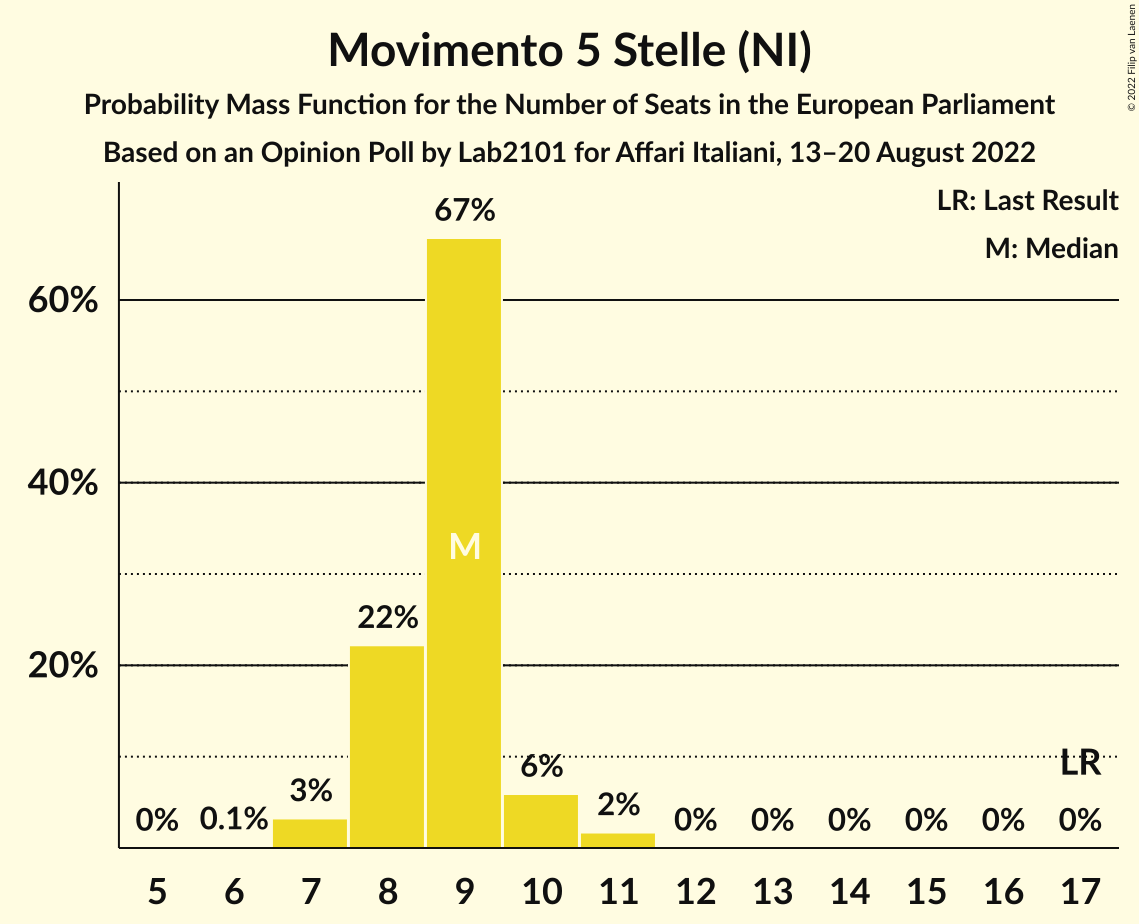 Movimento 5 Stelle (NI)
Probability Mass Function for the Number of Seats in the European Parliament
Based on an Opinion Poll by Lab2101 for Affari Italiani, 13–20 August 2022
© 2022 Filip van Laenen
LR: Last Result
M: Median
67%
60%
M
40%
22%
20%
LR
6%
3%
2%
0% 0.1% 0% 0% 0% 0% 0% 0%
5 6 7 8 9 10 11 12 13 14 15 16 17